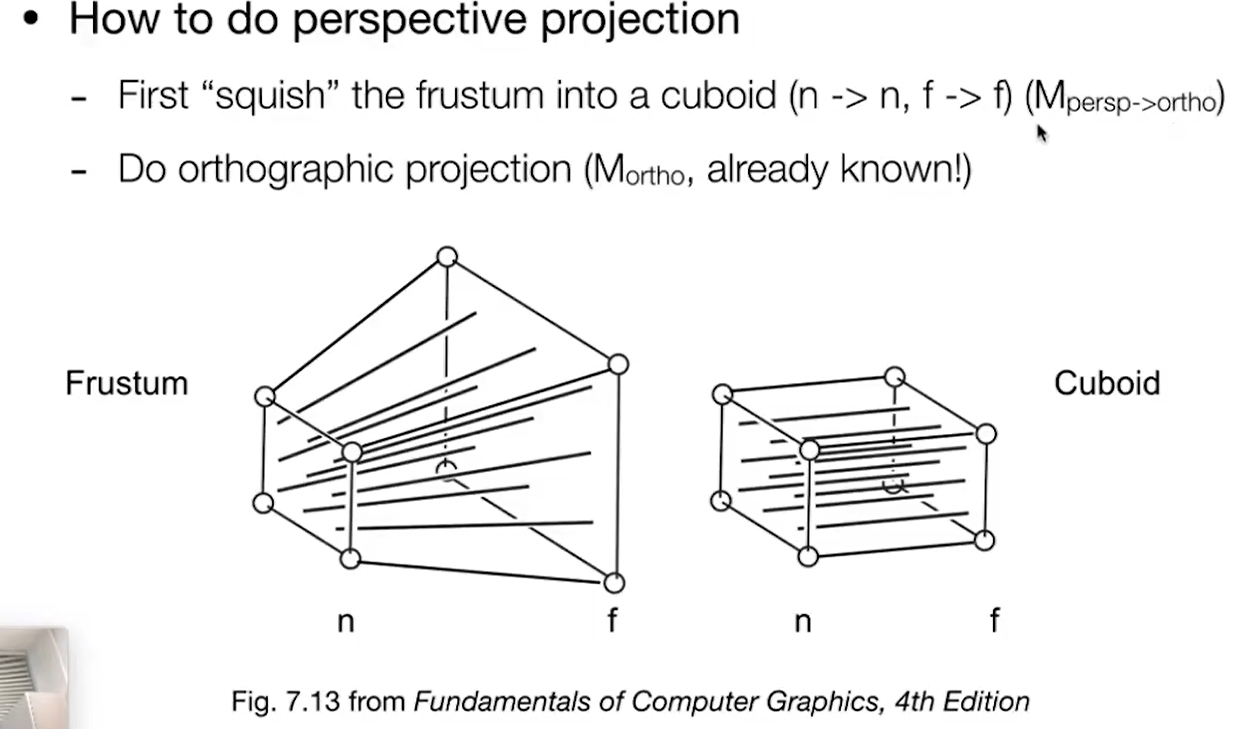 • How to do perspective projection
- First “squish” the frustum into a cuboid (n -> n, f -> f) (Mpersp->ortho)
- Do orthographic projection (Mortho, already known!)
Frustum
Cuboid
n
f
n
f
Fig. 7.13 from Fundamentals of Computer Graphics, 4th Edition